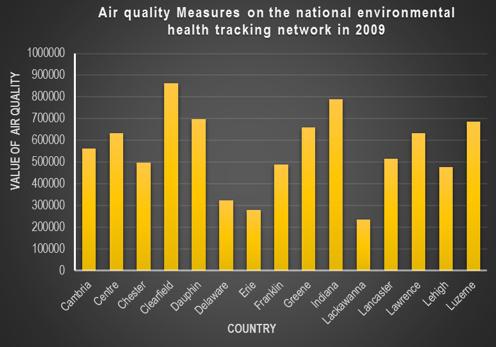 Air quality Measures on the national environmental
health tracking network in 2009
VALUE OF AIR QUALITY
1000000
900000
800000
700000
600000
500000
400000
300000
200000
100000
0
Cambria
Centre
Chester
Clearfield
Dauphin
Delaware
Erie
Franklin
Greene
Indiana
Lackawanna
Lancaster
Lawrence
Lehigh
Luzerne
COUNTRY